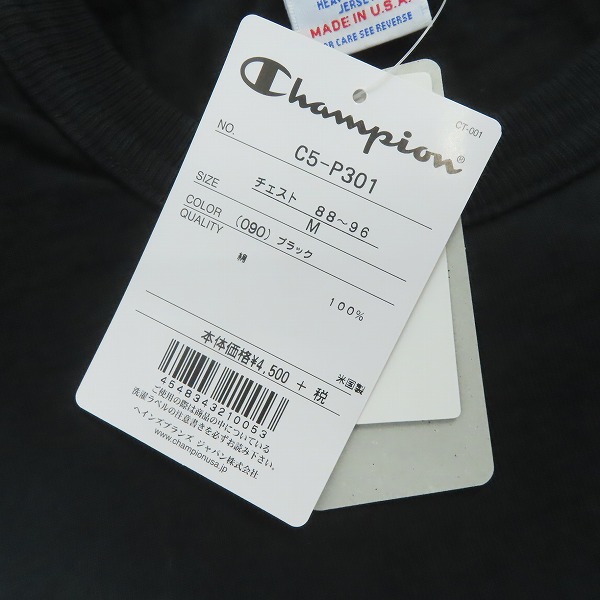 HEAV
JERSEY
MADE IN U.S.A.
FOR CARE SEE REVERSE
Champion®
CT-001
NO. C5-P301
SIZE チェスト 88~96
M
COLOR (090) ブラック
QUALITY
綿 100%
本体価格¥4,500 + 税
米国製
4548343210053
ご使用の際は商品の中についている
洗濯ラベルの注意書きを必ずお読み下さい。
ヘインズブランズ ジャパン株式会社
www.championusa.jp